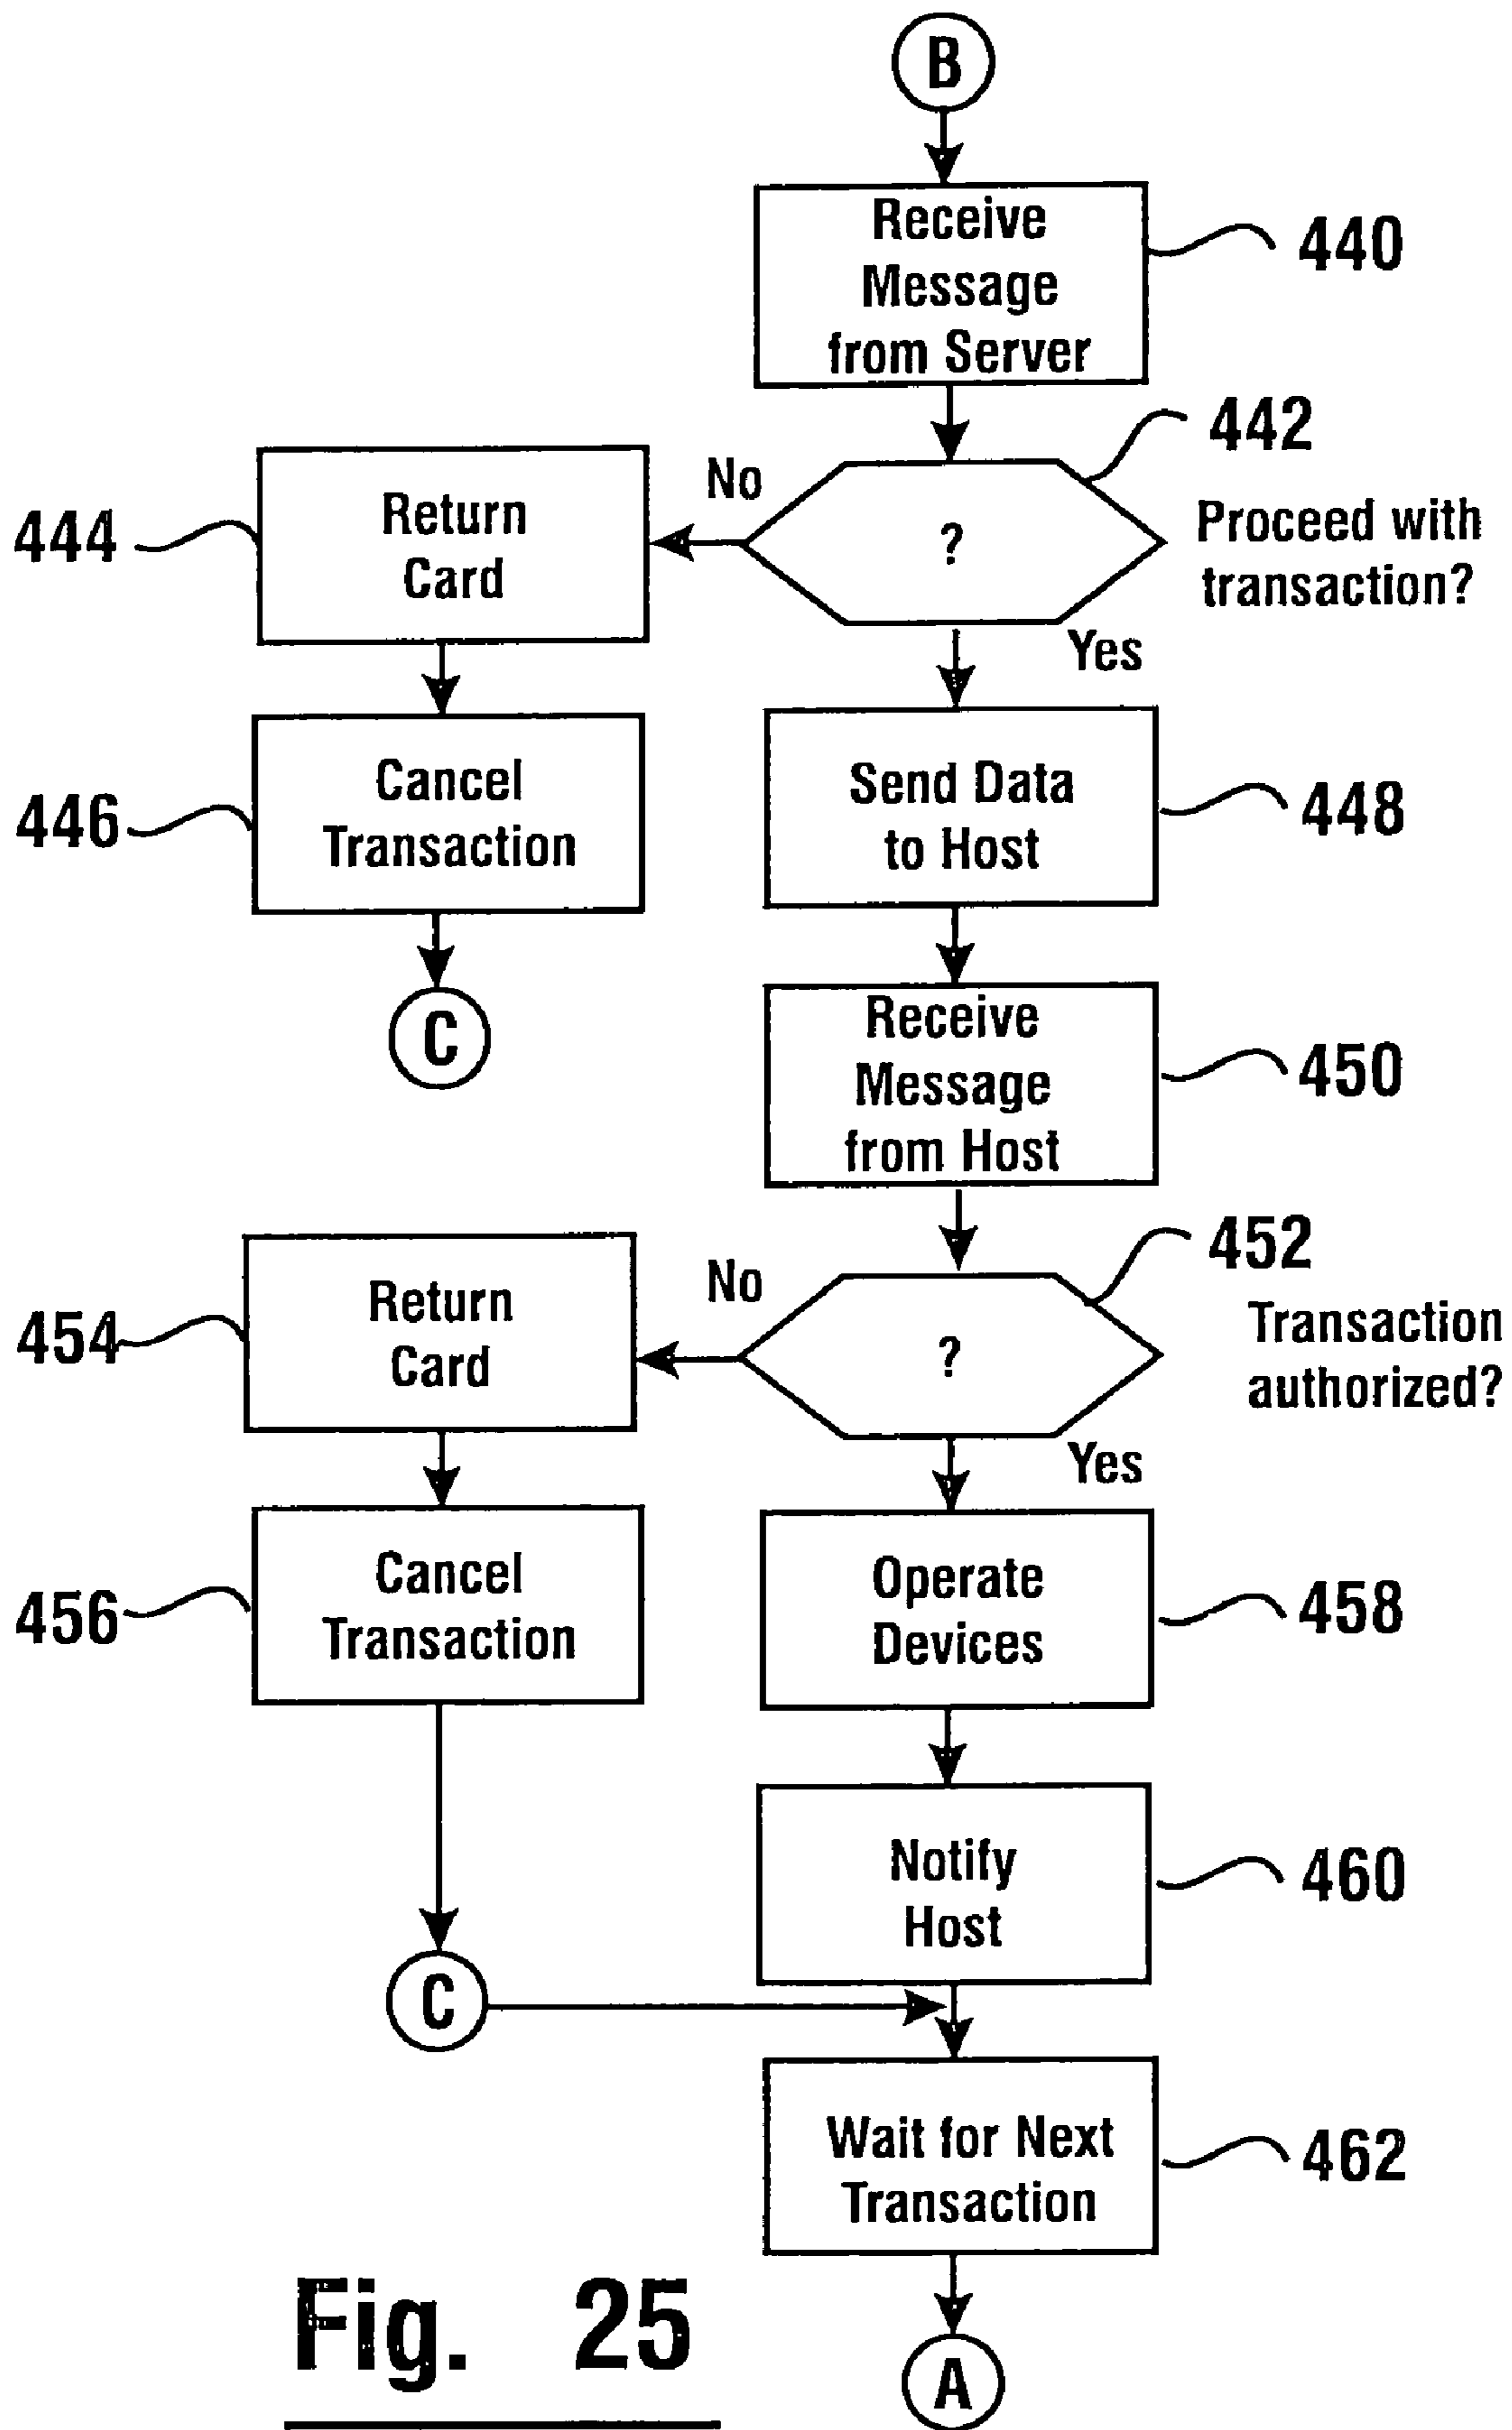 B
Receive
Message
from Server
440
442
No
?
Proceed with
transaction?
Yes
444
Return
Card
446
Cancel
Transaction
C
Send Data
to Host
448
Receive
Message
from Host
450
452
No
?
Transaction
authorized?
Yes
454
Return
Card
456
Cancel
Transaction
C
Operate
Devices
458
Notify
Host
460
Wait for Next
Transaction
462
A
Fig. 25